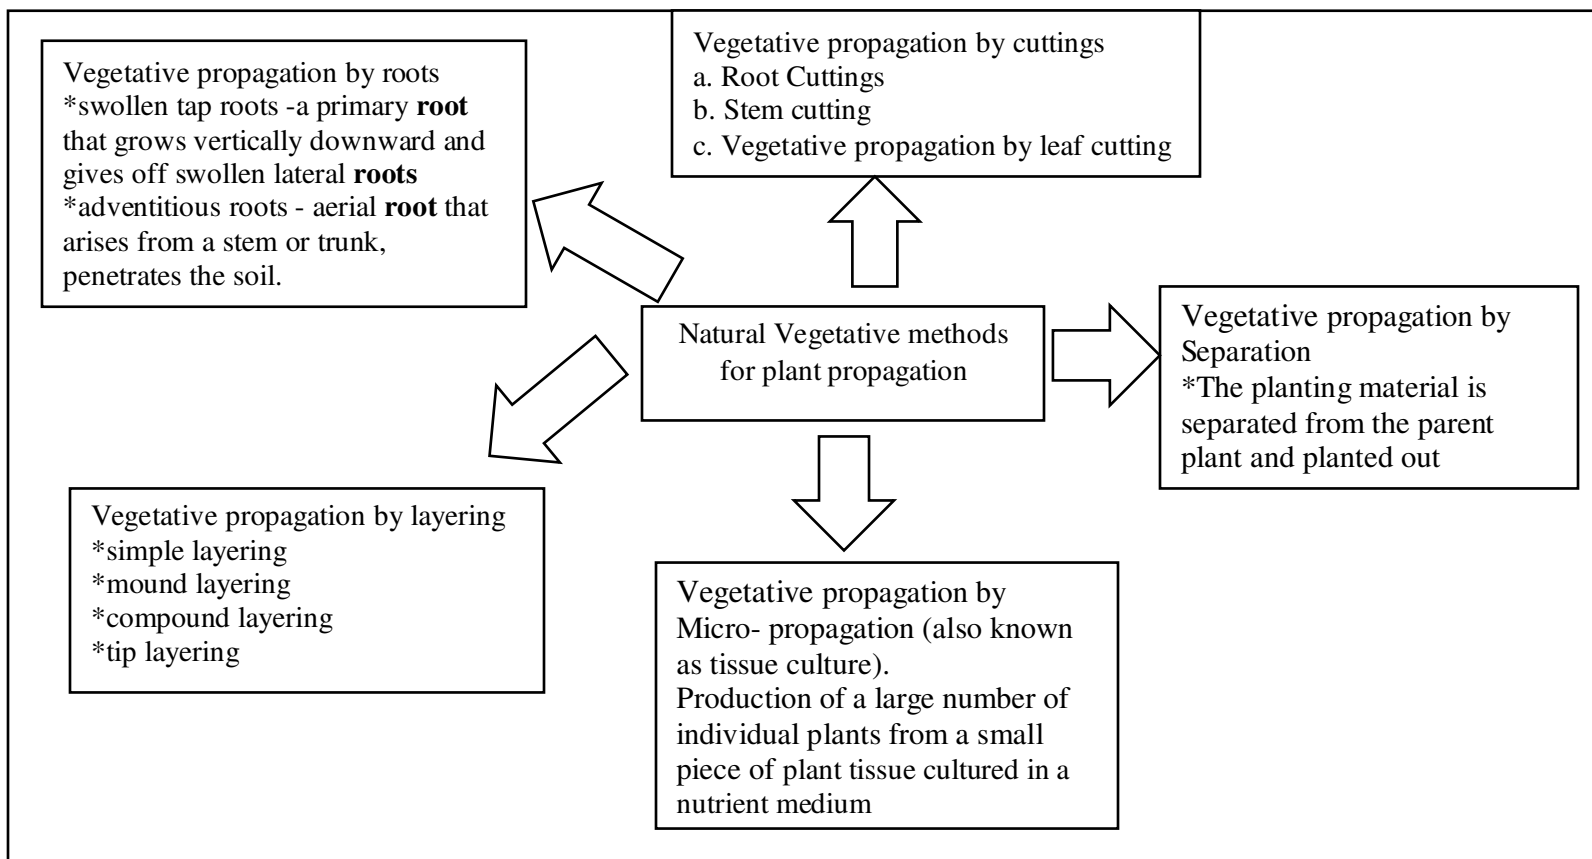 Vegetative propagation by roots
*swollen tap roots -a primary root
that grows vertically downward and
gives off swollen lateral roots
*adventitious roots - aerial root that
arises from a stem or trunk,
penetrates the soil.
Vegetative propagation by cuttings
a. Root Cuttings
b. Stem cutting
c. Vegetative propagation by leaf cutting
Natural Vegetative methods
for plant propagation
Vegetative propagation by
Separation
*The planting material is
separated from the parent
plant and planted out
Vegetative propagation by layering
*simple layering
*mound layering
*compound layering
*tip layering
Vegetative propagation by
Micro- propagation (also known
as tissue culture).
Production of a large number of
individual plants from a small
piece of plant tissue cultured in a
nutrient medium